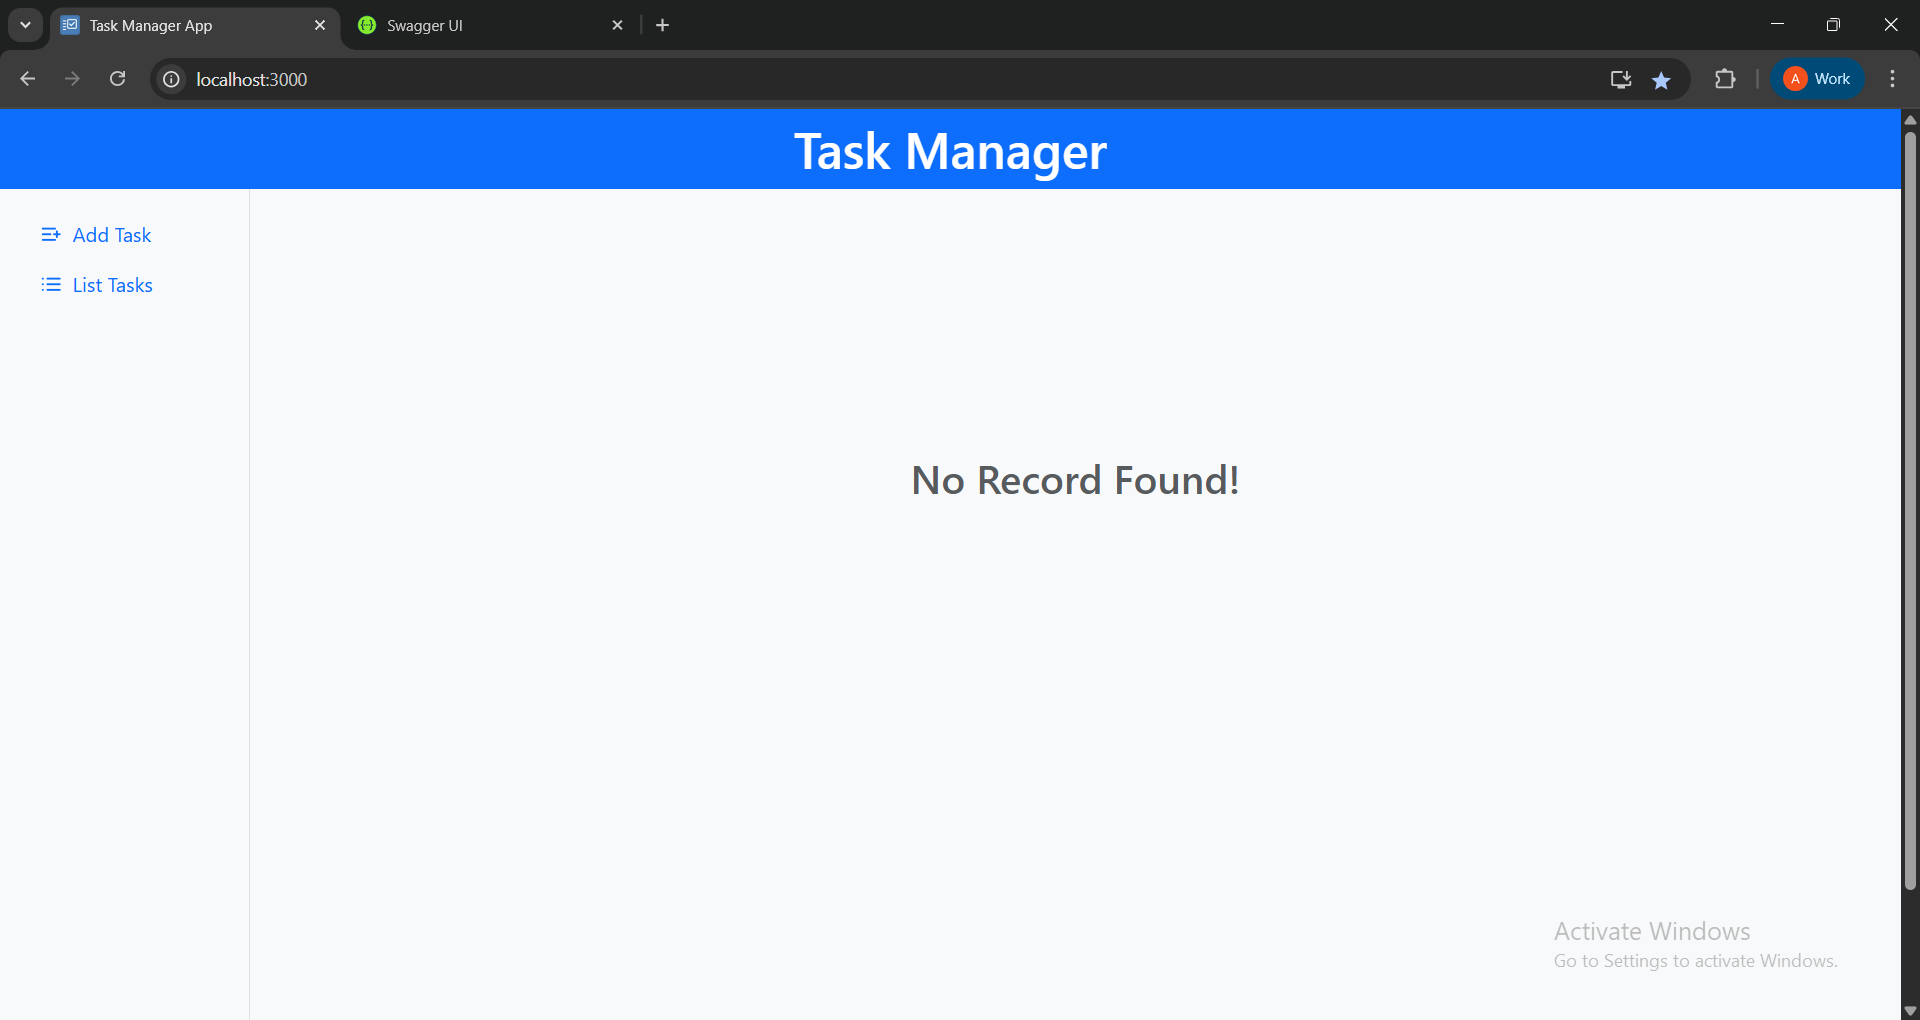 Task Manager App
Swagger UI
localhost:3000
A Work
Task Manager
Add Task
List Tasks
No Record Found!
Activate Windows
Go to Settings to activate Windows.